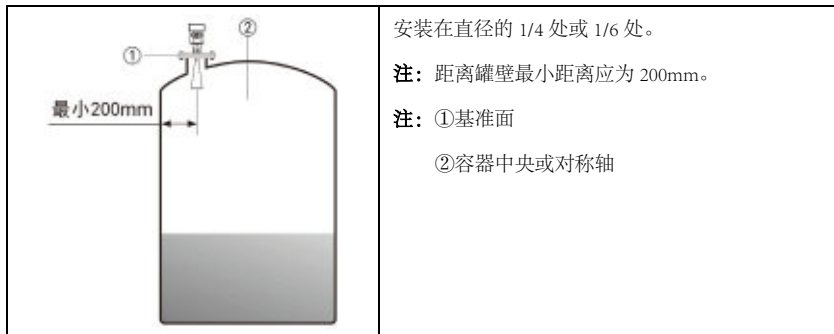 ①
②
最小200mm
安装在直径的 1/4 处或 1/6 处。
注：距离罐壁最小距离应为 200mm。
注：①基准面
②容器中央或对称轴